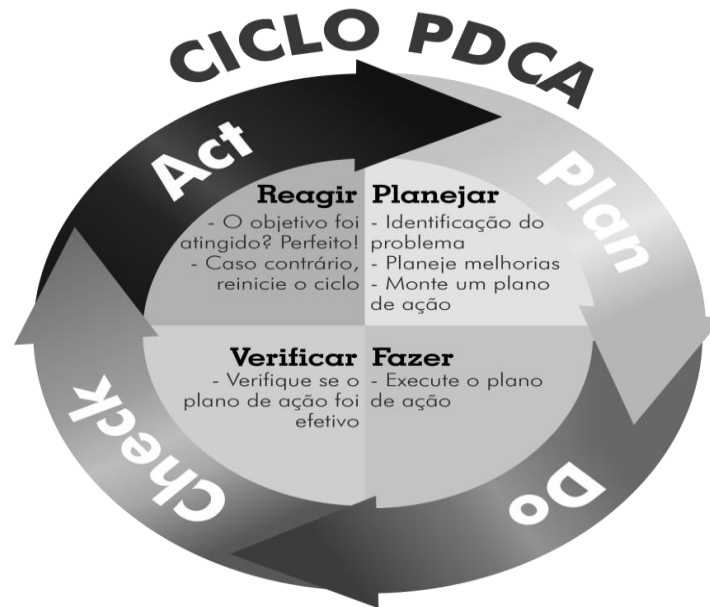 CICLO PDCA
Act
Plan
Reagir
- O objetivo foi
atingido? Perfeito!
- Caso contrário,
reinicie o ciclo
Planejar
- Identificação do
problema
- Planeje melhorias
- Monte um plano
de ação
Verificar
- Verifique se o
plano de ação foi
efetivo
Fazer
- Execute o plano
de ação
Check
Do